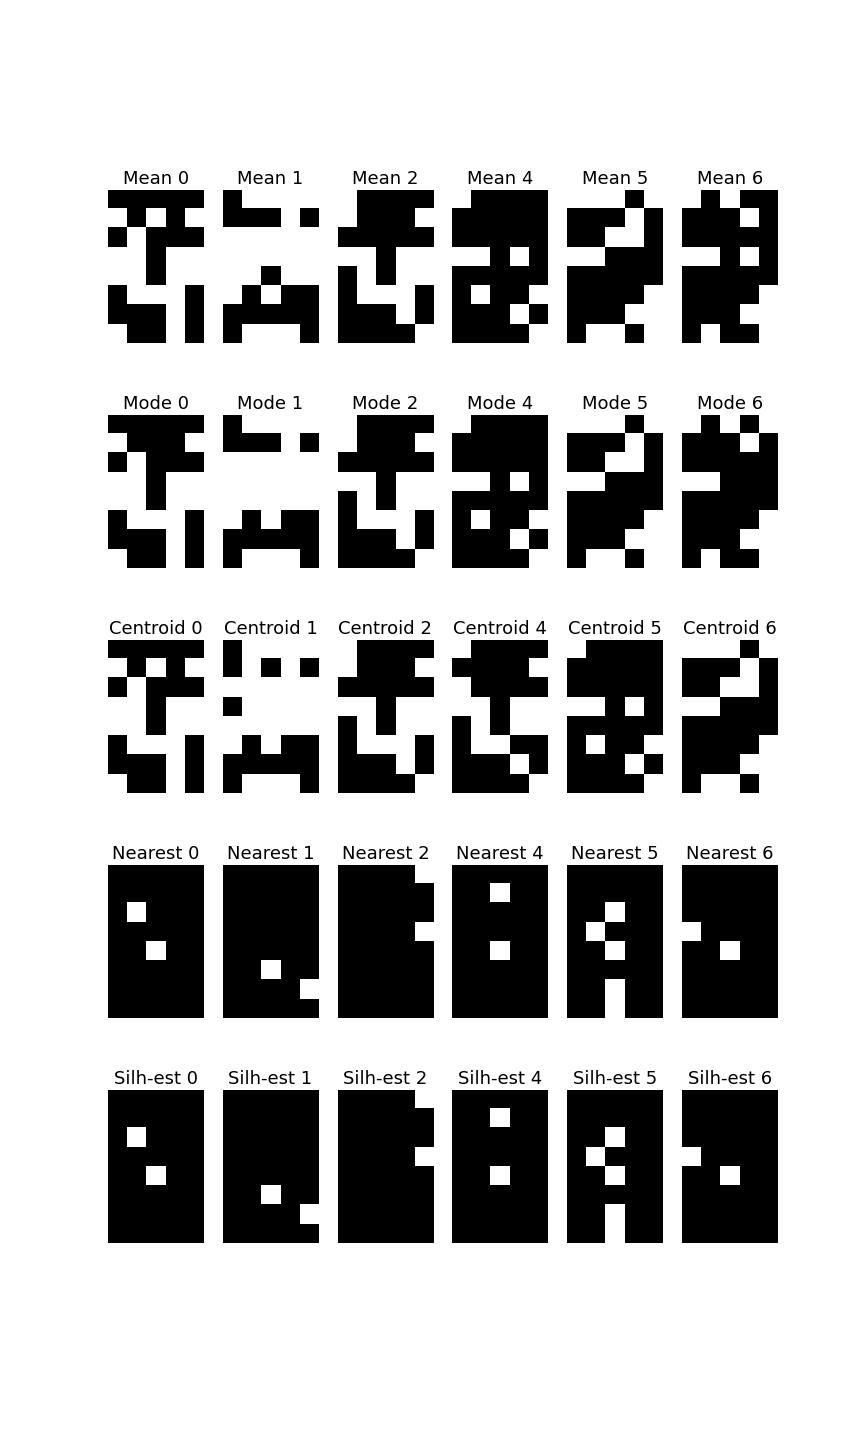 Mean 0 Mean 1 Mean 2 Mean 4 Mean 5 Mean 6
Mode 0 Mode 1 Mode 2 Mode 4 Mode 5 Mode 6
Centroid 0 Centroid 1 Centroid 2 Centroid 4 Centroid 5 Centroid 6
Nearest 0 Nearest 1 Nearest 2 Nearest 4 Nearest 5 Nearest 6
Silh-est 0 Silh-est 1 Silh-est 2 Silh-est 4 Silh-est 5 Silh-est 6